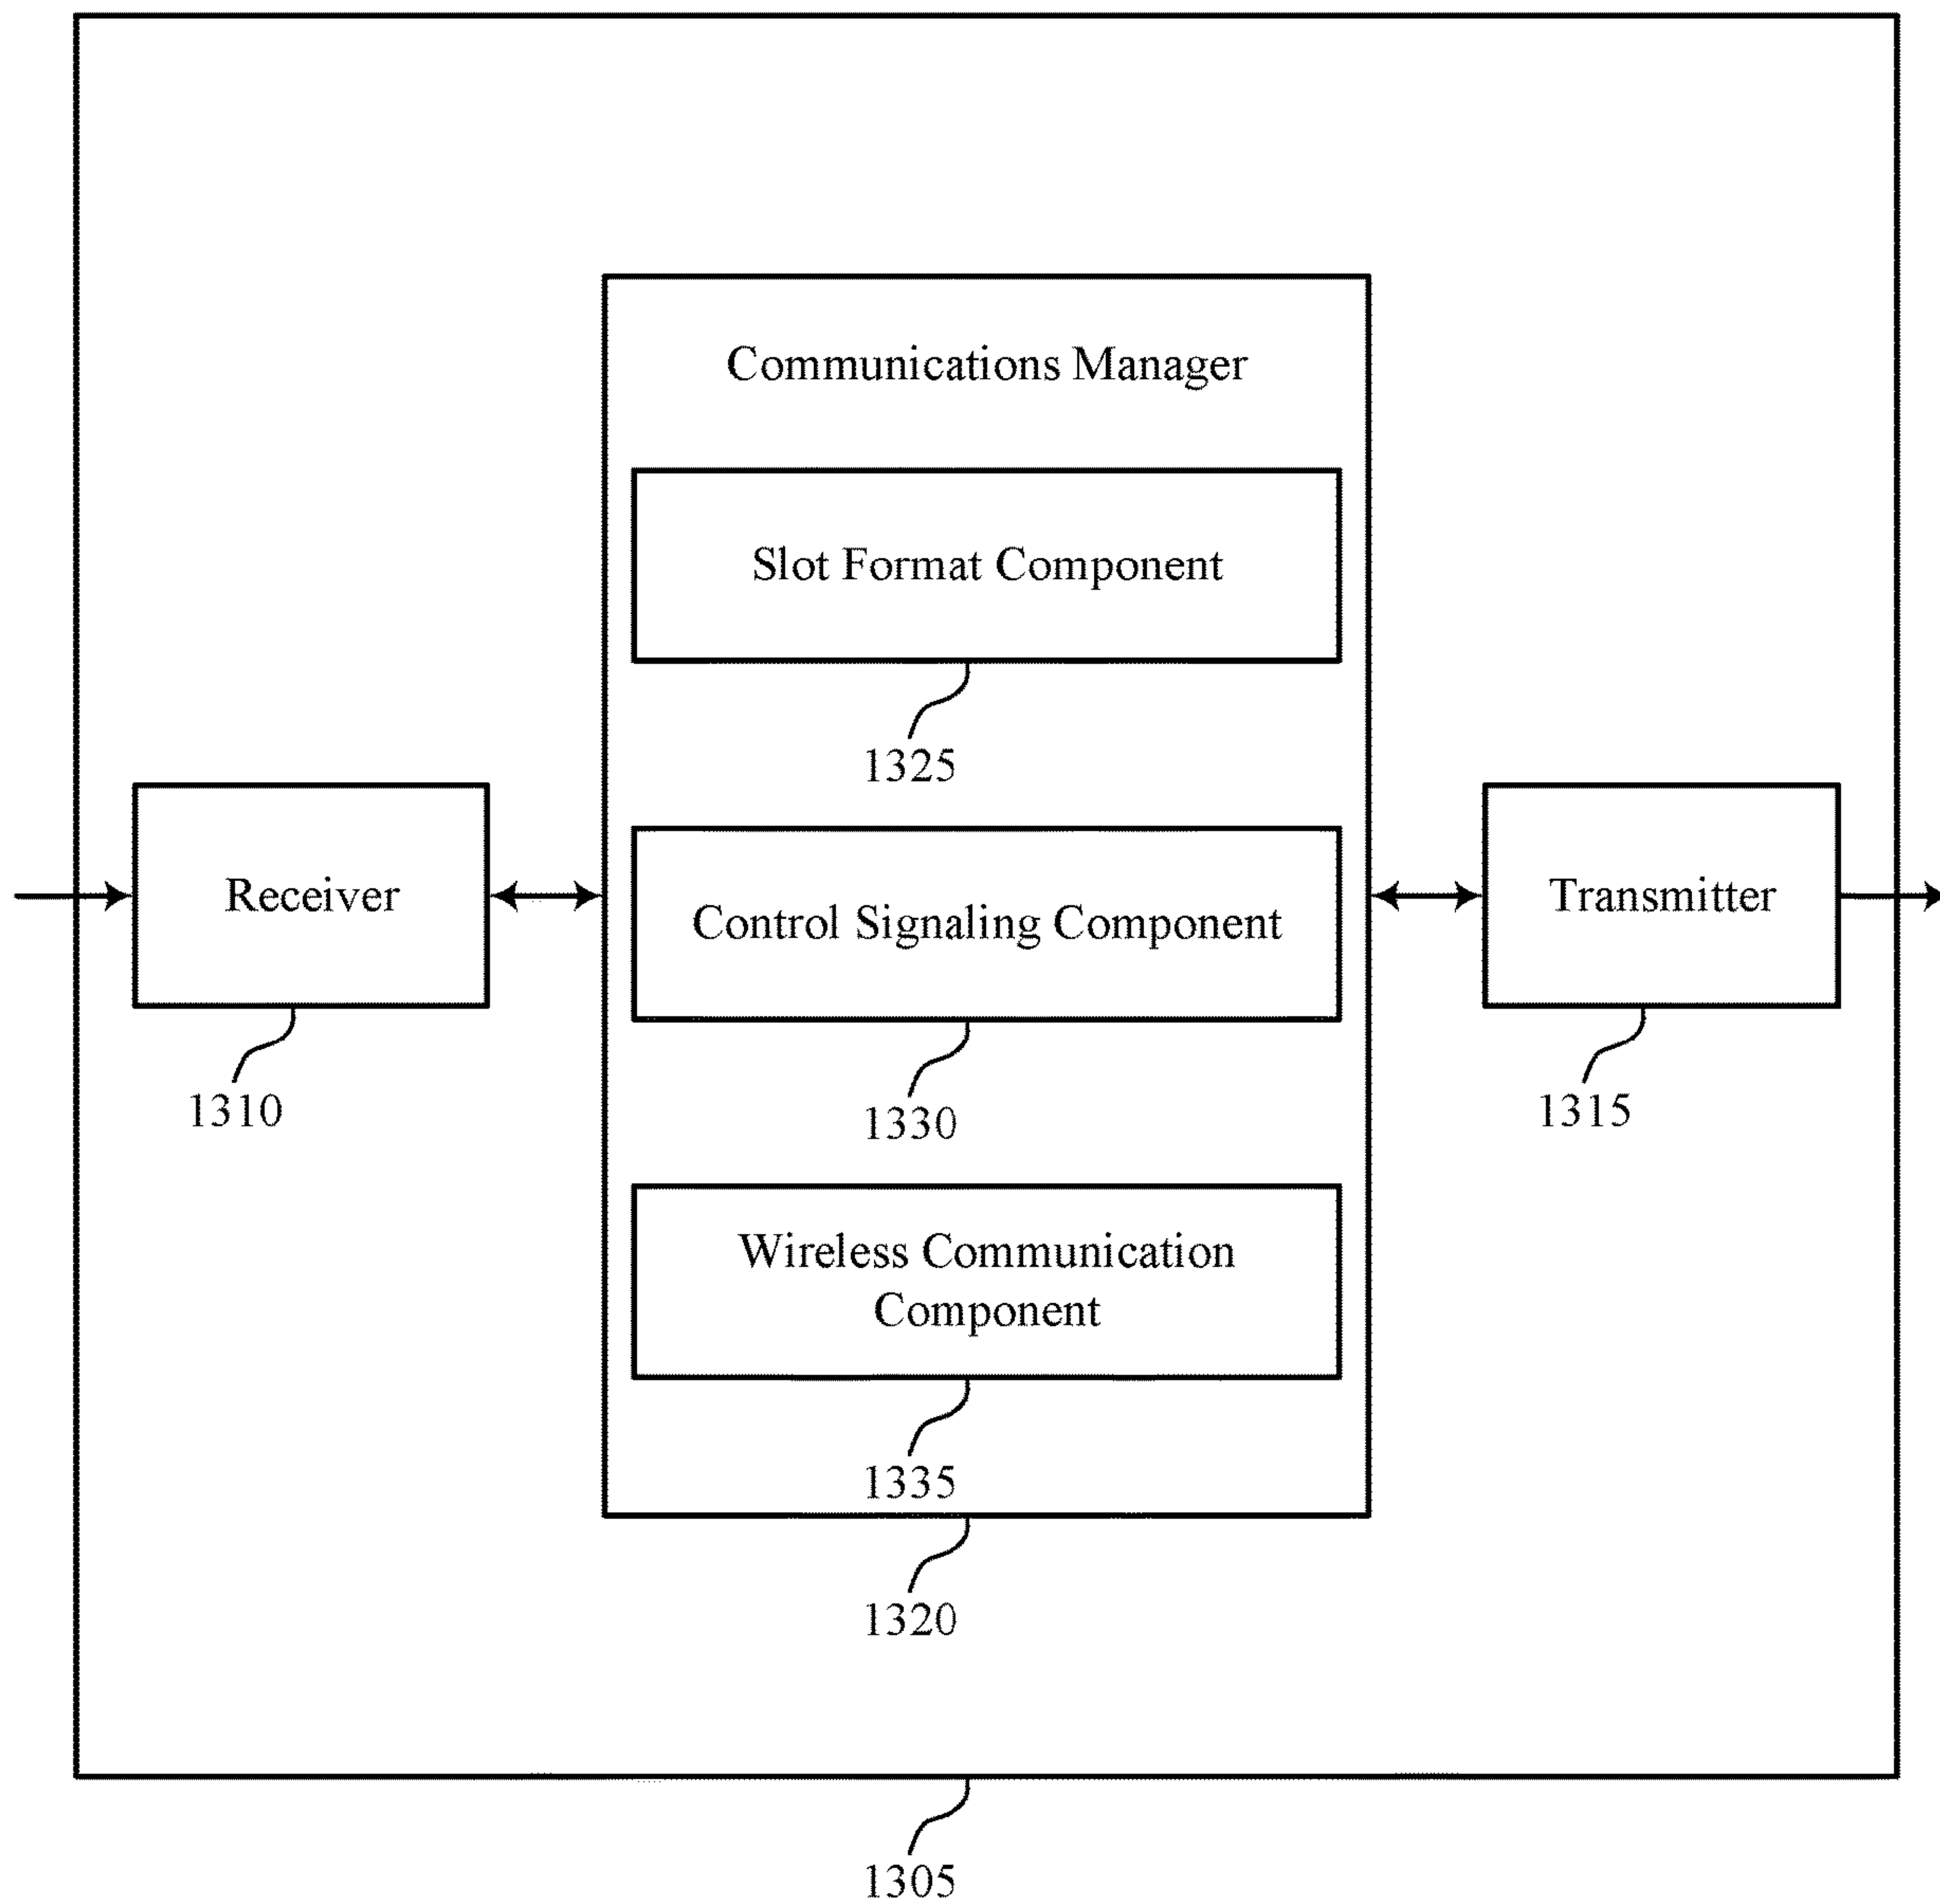 Communications Manager
Slot Format Component
1325
Receiver
1310
Control Signaling Component
1330
Transmitter
1315
Wireless Communication
Component
1335
1320
1305